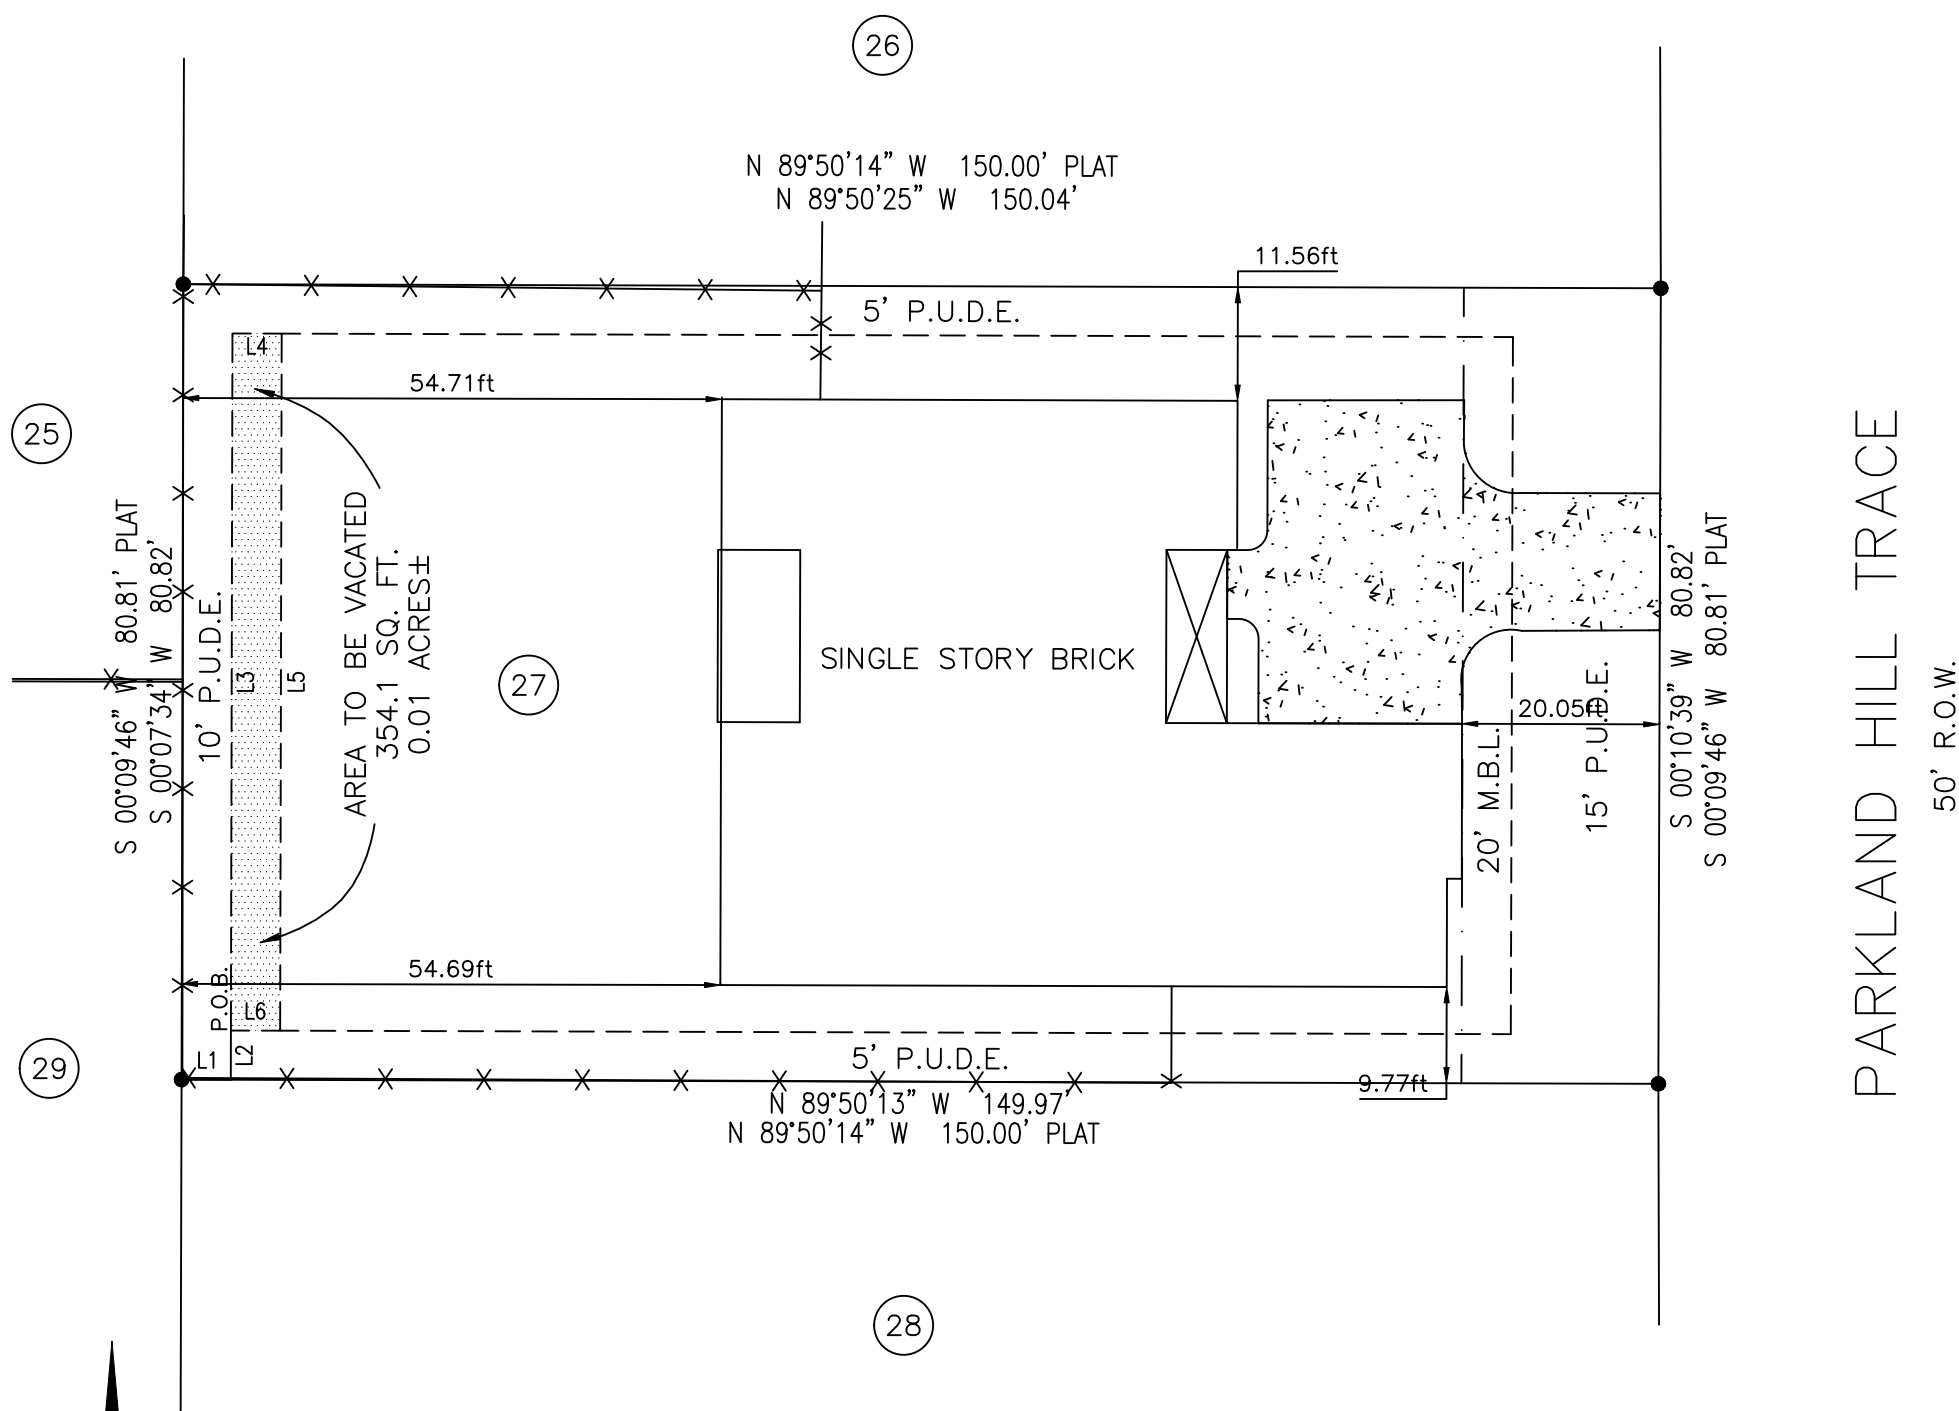 26
N 89°50'14" W 150.00' PLAT
N 89°50'25" W 150.04'
11.56ft
5' P.U.D.E.
L4
54.71ft
25
S 00°09'46" W 80.81' PLAT
S 00°07'34" W 80.82'
10' P.U.D.E.
L3
L5
AREA TO BE VACATED
354.1 SQ. FT.
0.01 ACRES±
27
SINGLE STORY BRICK
20.05ft
20' M.B.L.
15' P.U.D.E.
S 00°10'39" W 80.82'
S 00°09'46" W 80.81' PLAT
PARKLAND HILL TRACE
50' R.O.W.
54.69ft
P.O.B.
L6
L1
L2
29
5' P.U.D.E.
9.77ft
N 89°50'13" W 149.97'
N 89°50'14" W 150.00' PLAT
28